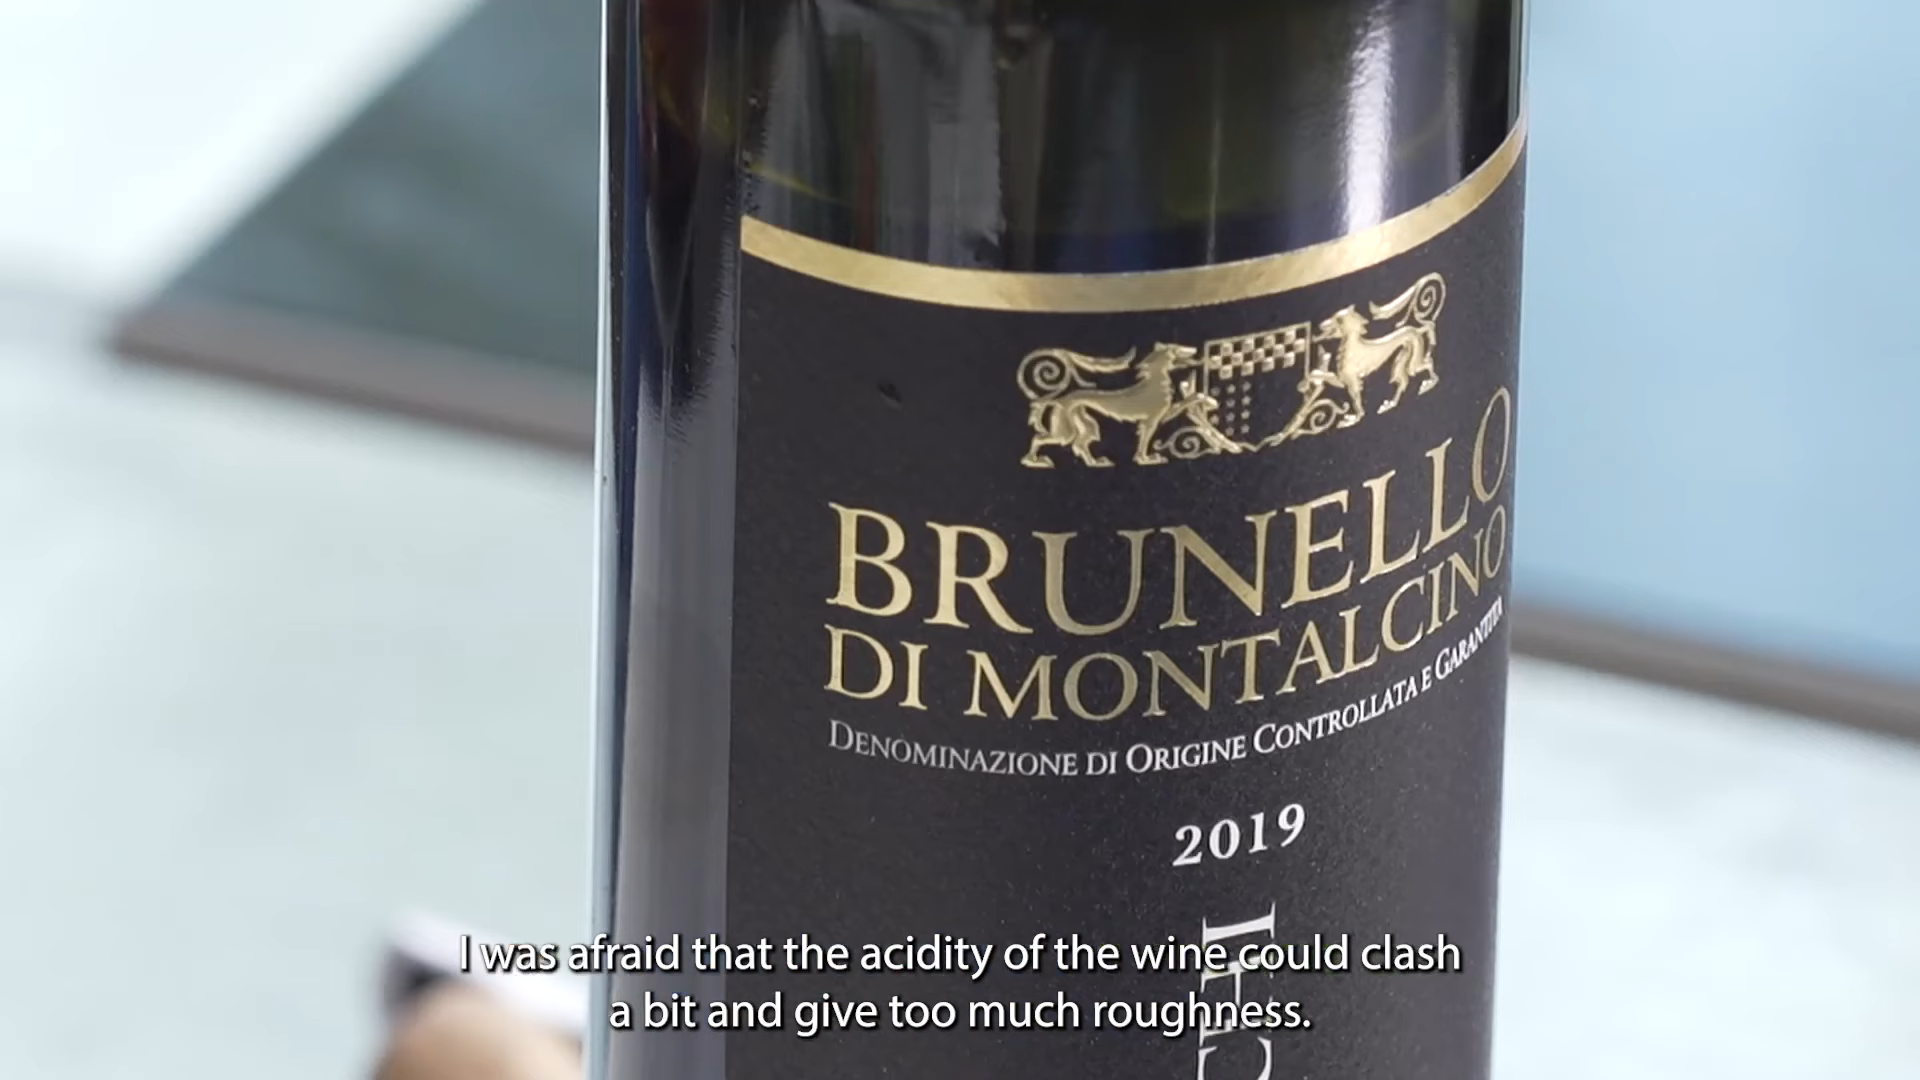 BRUNELLO
DI MONTALCINO
DENOMINAZIONE DI ORIGINE CONTROLLATA E GARANTITA
2019
I was afraid that the acidity of the wine could clash
a bit and give too much roughness.